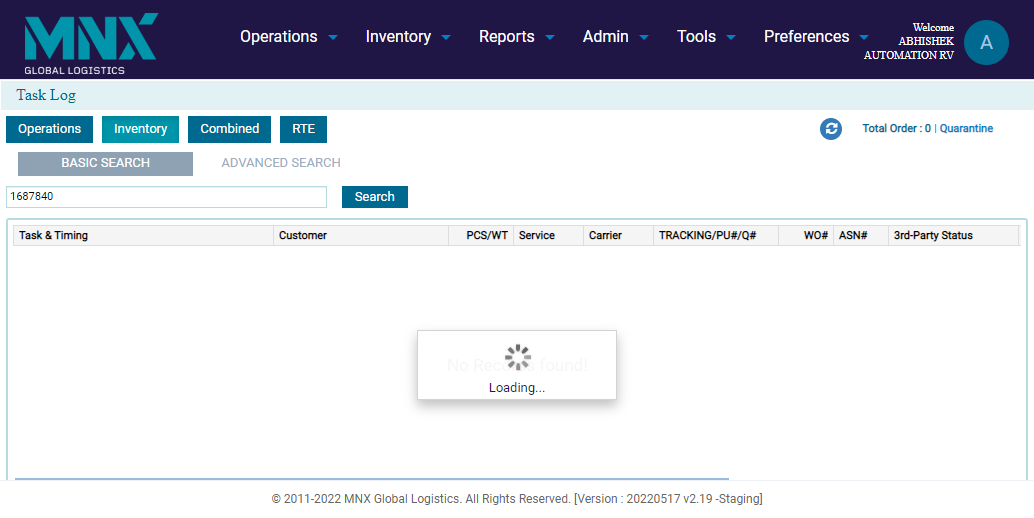 MNX
GLOBAL LOGISTICS
Operations Inventory Reports Admin Tools Preferences
Welcome
ABHISHEK
AUTOMATION RV
A
Task Log
Operations Inventory Combined RTE
Total Order : 0 | Quarantine
BASIC SEARCH ADVANCED SEARCH
1687840 Search
Task & Timing Customer PCS/WT Service Carrier TRACKING/PU#/Q# WO# ASN# 3rd-Party Status
No Records found!
Loading...
© 2011-2022 MNX Global Logistics. All Rights Reserved. [Version : 20220517 v2.19 -Staging]